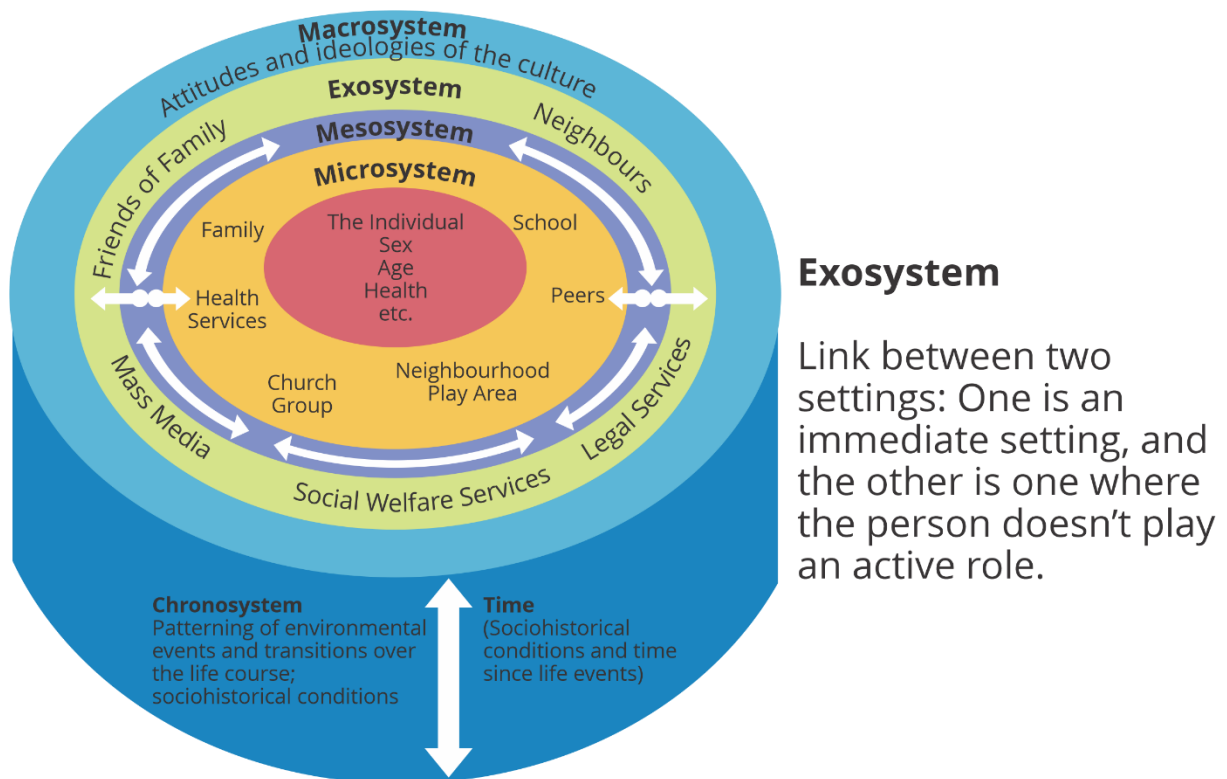 Macrosystem
Attitudes and ideologies of the culture
Exosystem
Friends of Family
Neighbours
Mesosystem
Microsystem
Family
The Individual
Sex
Age
Health
etc.
School
Health
Services
Peers
Church
Group
Neighbourhood
Play Area
Mass Media
Social Welfare Services
Legal Services
Chronosystem
Patterning of environmental
events and transitions over
the life course;
sociohistorical conditions
Time
(Sociohistorical
conditions and time
since life events)
Exosystem
Link between two
settings: One is an
immediate setting, and
the other is one where
the person doesn’t play
an active role.